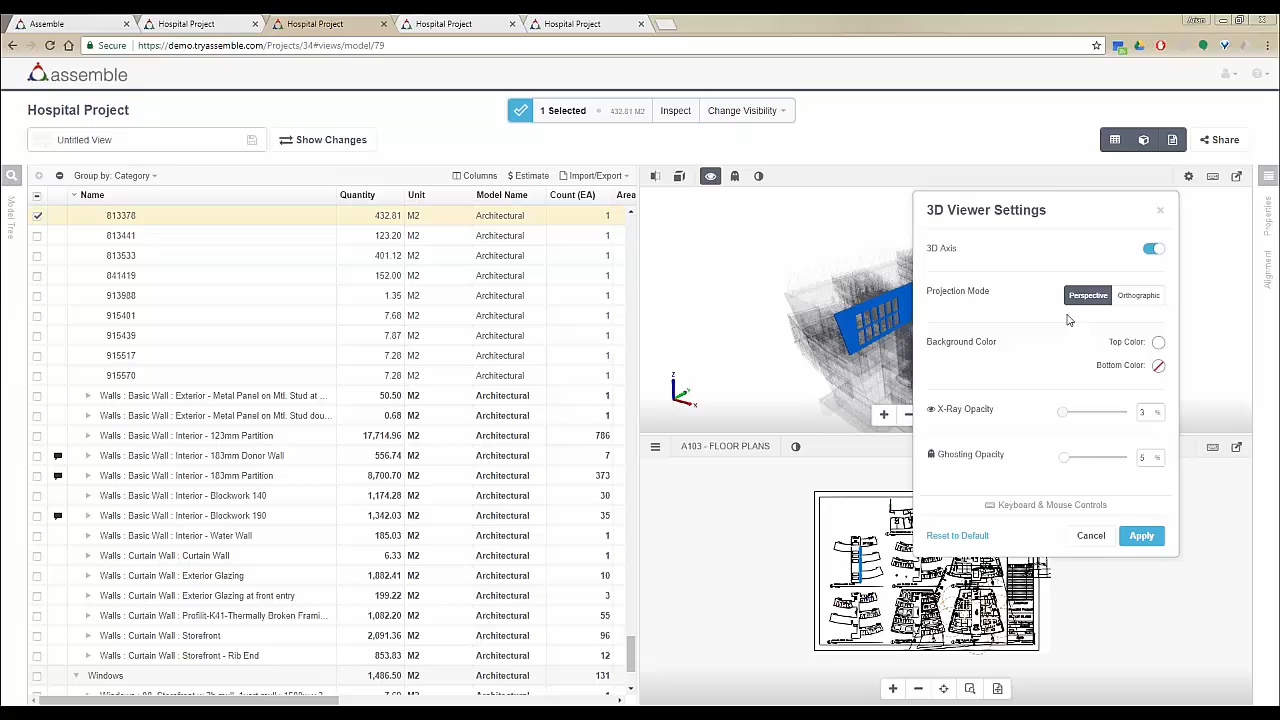 Assemble
Hospital Project
Hospital Project
Hospital Project
Hospital Project
Secure
https://demo.tryassemble.com/Projects/34#views/model/79
assemble
Hospital Project
1 Selected
432.81 M2
Inspect
Change Visibility
Untitled View
Show Changes
Share
Group by: Category
Columns
$ Estimate
Import/Export
Model Tree
Name Quantity Unit Model Name Count (EA) Area
813378 432.81 M2 Architectural 1
813441 123.20 M2 Architectural 1
813533 401.12 M2 Architectural 1
841419 152.00 M2 Architectural 1
913988 1.35 M2 Architectural 1
915401 7.68 M2 Architectural 1
915439 7.87 M2 Architectural 1
915517 7.28 M2 Architectural 1
915570 7.28 M2 Architectural 1
Walls : Basic Wall : Exterior - Metal Panel on Mtl. Stud at ... 50.50 M2 Architectural 1
Walls : Basic Wall : Exterior - Metal Panel on Mtl. Stud dou... 0.68 M2 Architectural 1
Walls : Basic Wall : Interior - 123mm Partition 17,714.96 M2 Architectural 786
Walls : Basic Wall : Interior - 183mm Donor Wall 556.74 M2 Architectural 7
Walls : Basic Wall : Interior - 183mm Partition 8,700.70 M2 Architectural 373
Walls : Basic Wall : Interior - Blockwork 140 1,174.28 M2 Architectural 30
Walls : Basic Wall : Interior - Blockwork 190 1,342.03 M2 Architectural 35
Walls : Basic Wall : Interior - Water Wall 185.03 M2 Architectural 1
Walls : Curtain Wall : Curtain Wall 6.33 M2 Architectural 1
Walls : Curtain Wall : Exterior Glazing 1,882.41 M2 Architectural 10
Walls : Curtain Wall : Exterior Glazing at front entry 199.22 M2 Architectural 3
Walls : Curtain Wall : Profilit-K41-Thermally Broken Frami... 1,082.20 M2 Architectural 55
Walls : Curtain Wall : Storefront 2,091.36 M2 Architectural 96
Walls : Curtain Wall : Storefront - Rib End 853.83 M2 Architectural 12
Windows 1,486.50 M2 Architectural 131
Z
Y
X
A103 - FLOOR PLANS
3D Viewer Settings
3D Axis
Projection Mode
Perspective
Orthographic
Background Color
Top Color:
Bottom Color:
X-Ray Opacity
3 %
Ghosting Opacity
5 %
Keyboard & Mouse Controls
Reset to Default
Cancel
Apply
Properties
Alignment